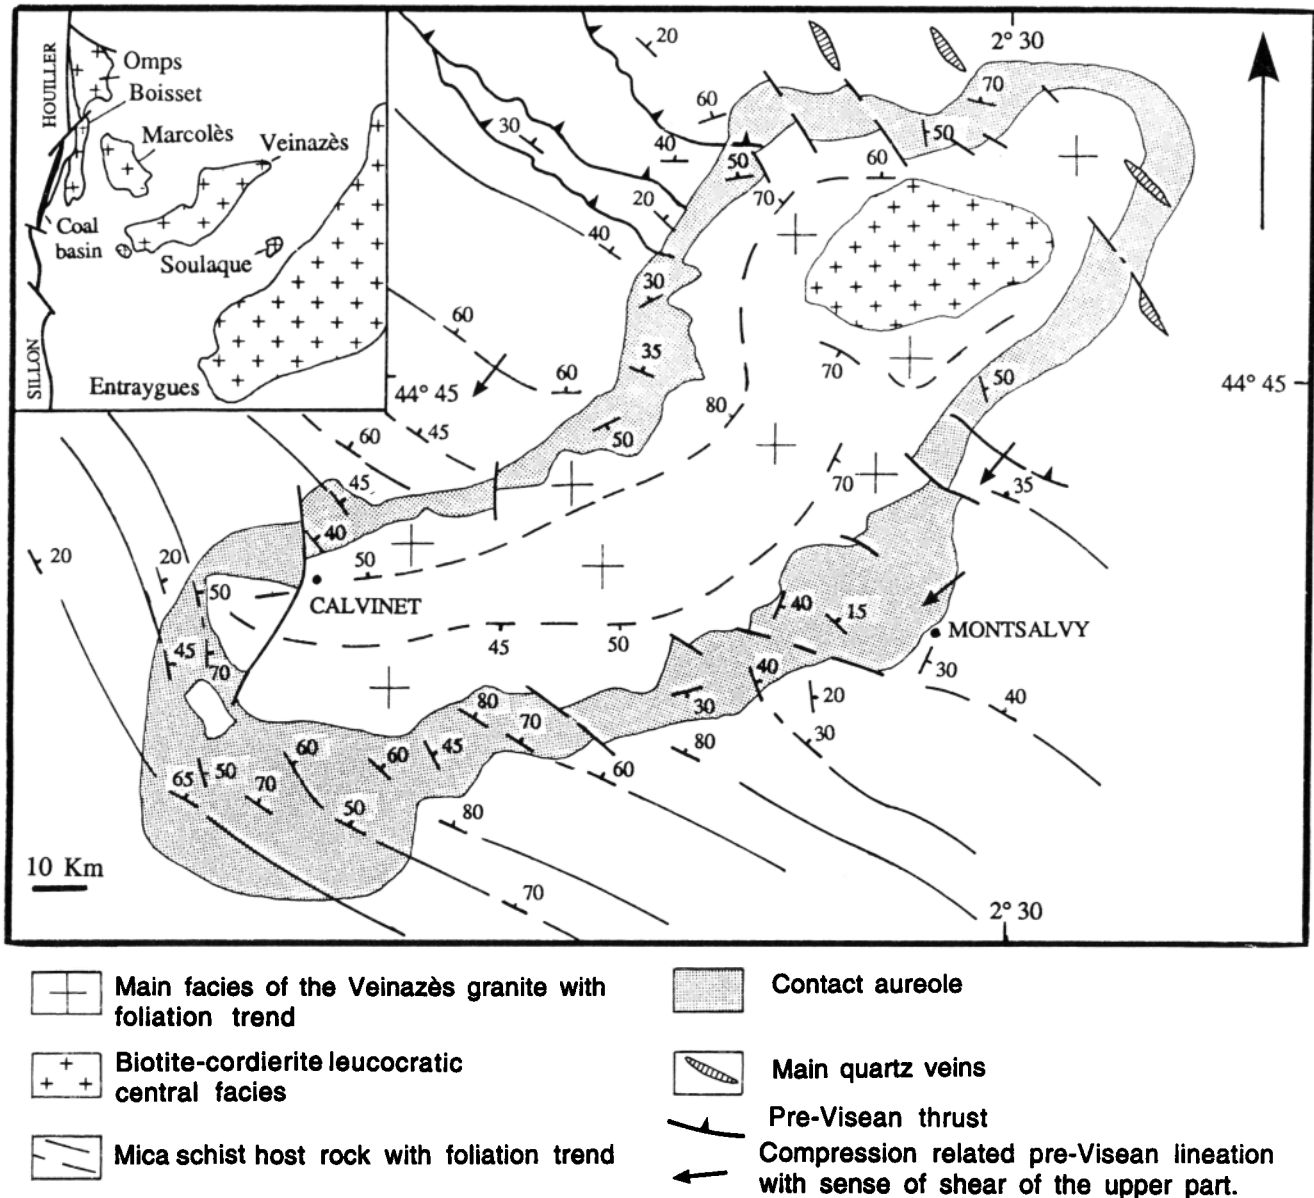 HOUILLER
Omps
Boisset
Marcolès
Veinazès
Coal
basin
Soulaque
Entraygues
SILLON
2° 30
20
60
70
30
40
50
50
60
20
70
40
30
60
35
60
70
50
44° 45
44° 45
80
60
45
50
45
70
35
40
50
20
20
50
CALVINET
40
15
MONTSALVY
45
50
45
70
40
30
30
20
40
80
30
70
60
60
45
80
50
65
70
60
50
80
10 Km
70
2° 30
Main facies of the Veinazès granite with
foliation trend
Biotite-cordierite leucocratic
central facies
Mica schist host rock with foliation trend
Contact aureole
Main quartz veins
Pre-Visean thrust
Compression related pre-Visean lineation
with sense of shear of the upper part.